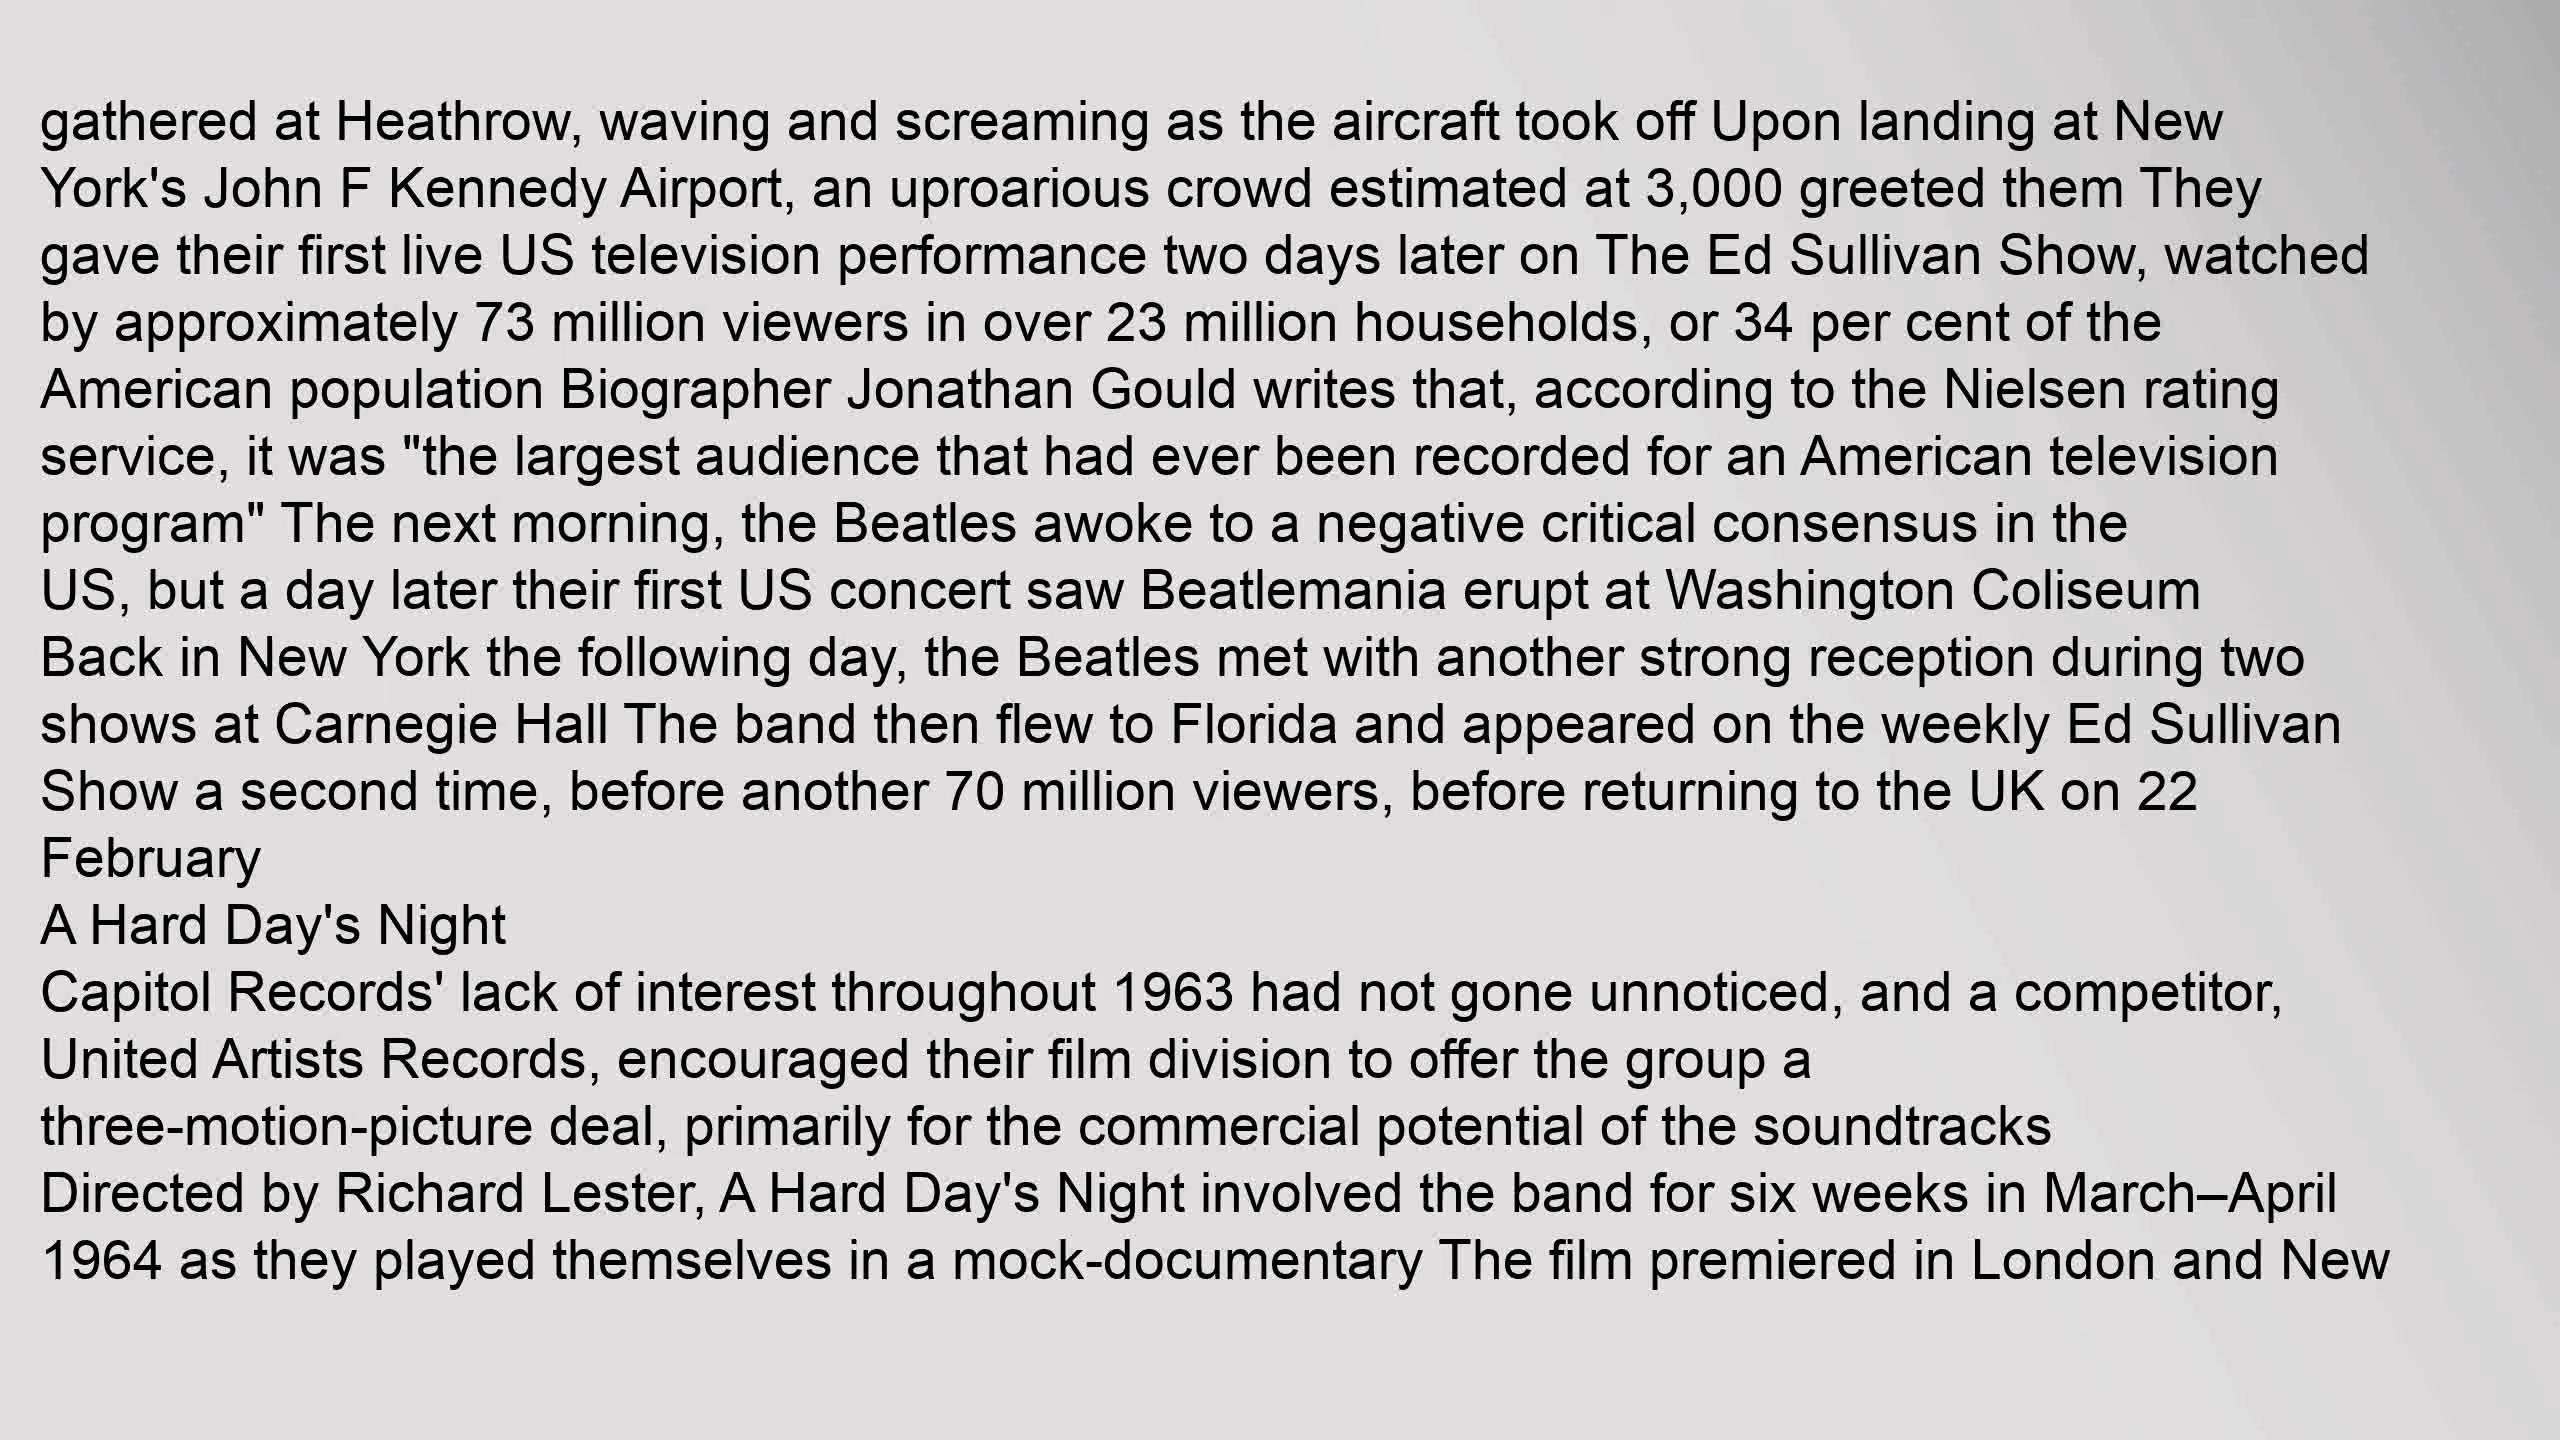 gathered at Heathrow, waving and screaming as the aircraft took off Upon landing at New
York's John F Kennedy Airport, an uproarious crowd estimated at 3,000 greeted them They
gave their first live US television performance two days later on The Ed Sullivan Show, watched
by approximately 73 million viewers in over 23 million households, or 34 per cent of the
American population Biographer Jonathan Gould writes that, according to the Nielsen rating
service, it was "the largest audience that had ever been recorded for an American television
program" The next morning, the Beatles awoke to a negative critical consensus in the
US, but a day later their first US concert saw Beatlemania erupt at Washington Coliseum
Back in New York the following day, the Beatles met with another strong reception during two
shows at Carnegie Hall The band then flew to Florida and appeared on the weekly Ed Sullivan
Show a second time, before another 70 million viewers, before returning to the UK on 22
February
A Hard Day's Night
Capitol Records' lack of interest throughout 1963 had not gone unnoticed, and a competitor,
United Artists Records, encouraged their film division to offer the group a
three-motion-picture deal, primarily for the commercial potential of the soundtracks
Directed by Richard Lester, A Hard Day's Night involved the band for six weeks in March–April
1964 as they played themselves in a mock-documentary The film premiered in London and New